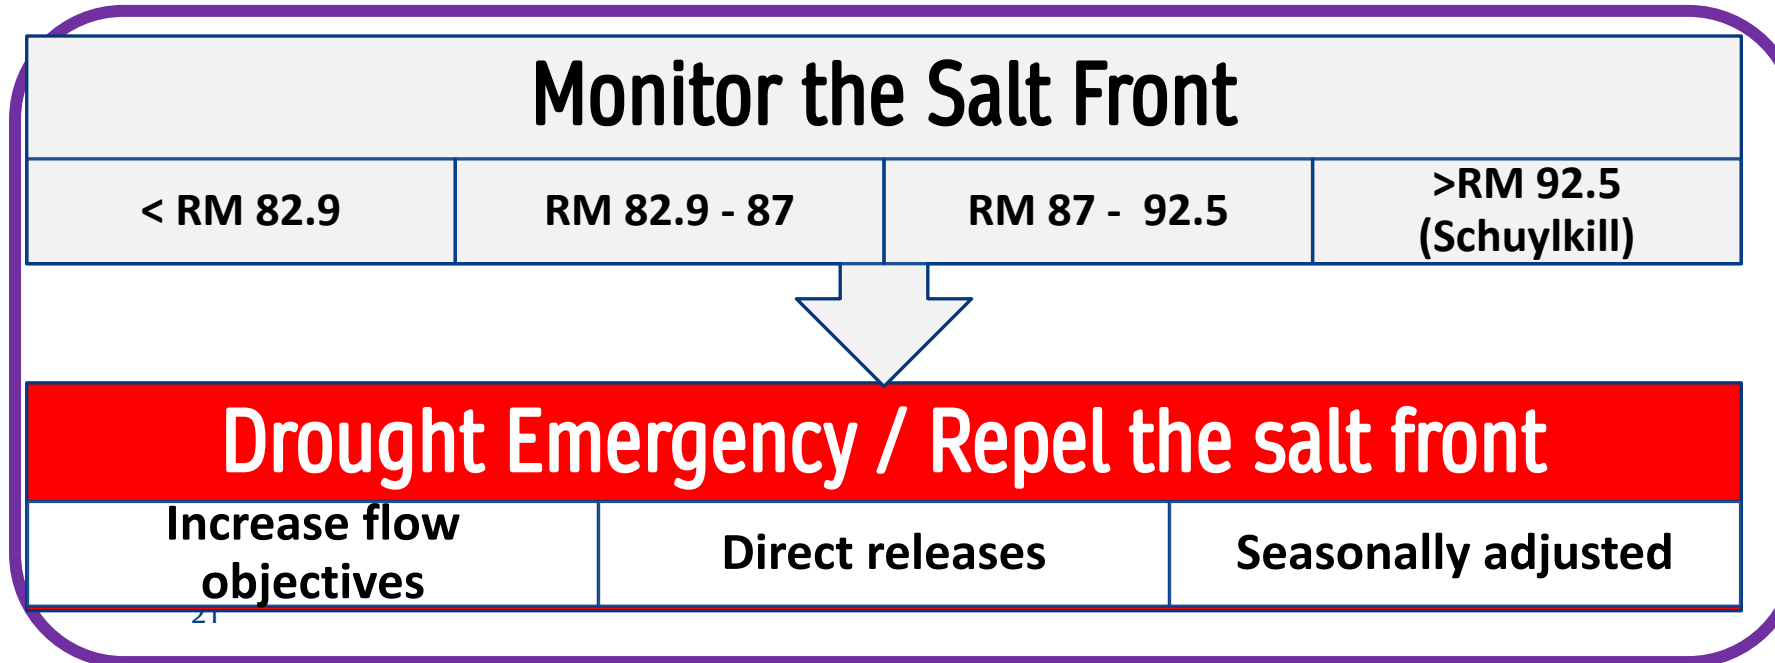 Monitor the Salt Front
< RM 82.9
RM 82.9 - 87
RM 87 - 92.5
>RM 92.5
(Schuylkill)
Drought Emergency / Repel the salt front
Increase flow
objectives
Direct releases
Seasonally adjusted
21